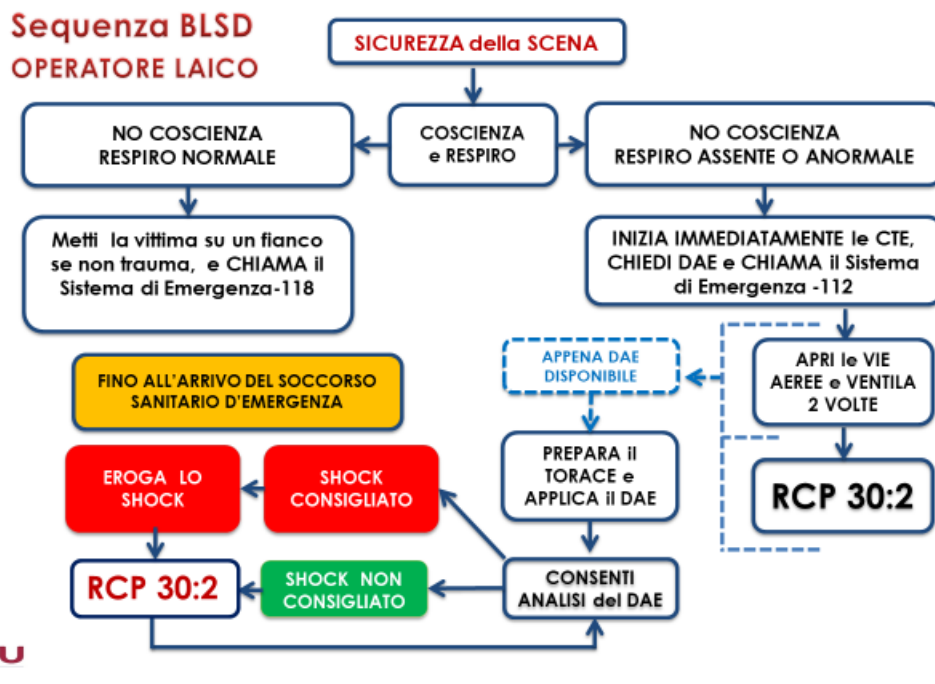 Sequenza BLSD
OPERATORE LAICO
SICUREZZA della SCENA
NO COSCIENZA
RESPIRO NORMALE
COSCIENZA
e RESPIRO
NO COSCIENZA
RESPIRO ASSENTE O ANORMALE
Metti la vittima su un fianco
se non trauma, e CHIAMA il
Sistema di Emergenza-118
INIZIA IMMEDIATAMENTE le CTE,
CHIEDI DAE e CHIAMA il Sistema
di Emergenza -112
APRI le VIE
AEREE e VENTILA
2 VOLTE
RCP 30:2
APPENA DAE
DISPONIBILE
PREPARA il
TORACE e
APPLICA il DAE
CONSENTI
ANALISI del DAE
FINO ALL'ARRIVO DEL SOCCORSO
SANITARIO D'EMERGENZA
SHOCK
CONSIGLIATO
EROGA LO
SHOCK
SHOCK NON
CONSIGLIATO
RCP 30:2
U